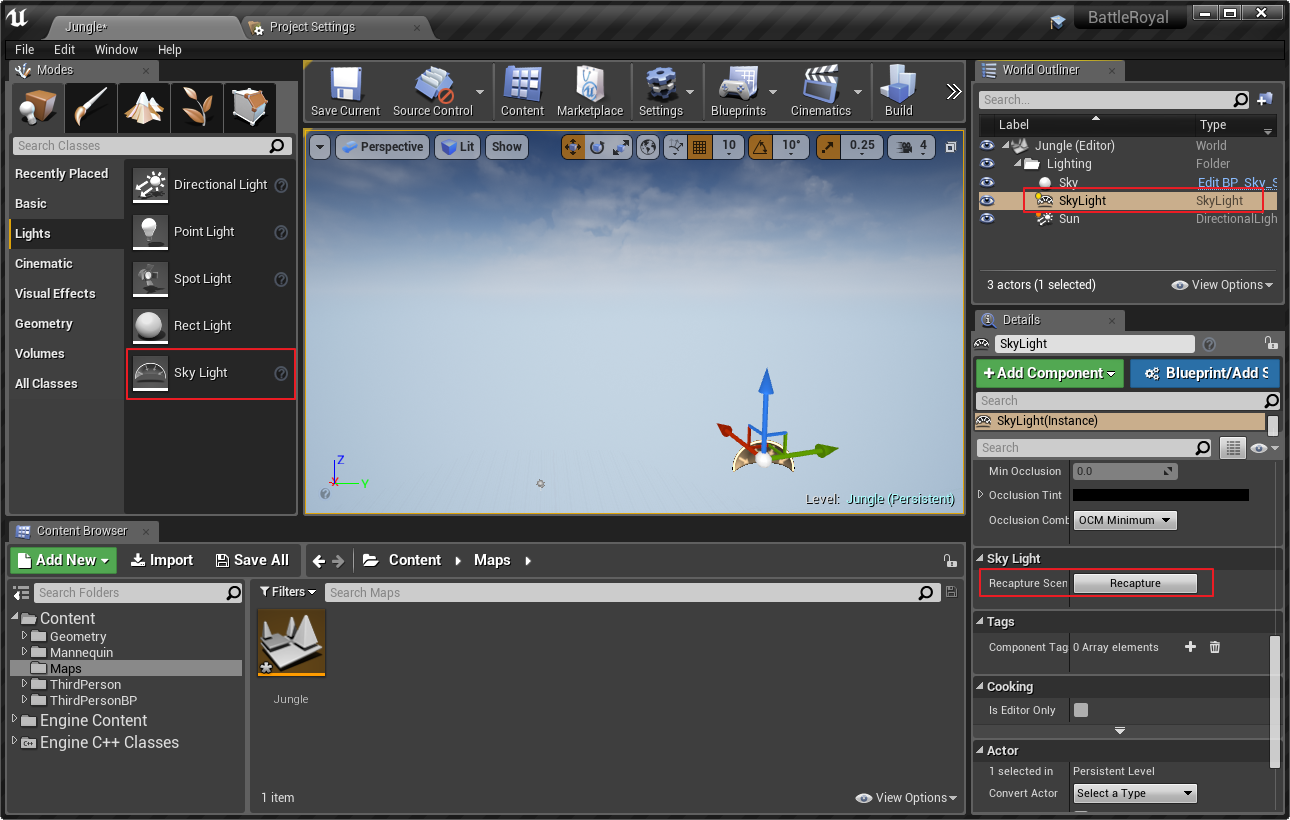 Jungle*
Project Settings
BattleRoyal
File Edit Window Help
Modes
Search Classes
Recently Placed
Basic
Lights
Cinematic
Visual Effects
Geometry
Volumes
All Classes
Directional Light
Point Light
Spot Light
Rect Light
Sky Light
Save Current
Source Control
Content
Marketplace
Settings
Blueprints
Cinematics
Build
Perspective
Lit
Show
10
10°
0.25
4
Z
X
Y
Level: Jungle (Persistent)
World Outliner
Search...
Label Type
Jungle (Editor) World
Lighting Folder
Sky Edit BP_Sky_S
SkyLight SkyLight
Sun DirectionalLigh
3 actors (1 selected)
View Options
Details
SkyLight
Add Component
Blueprint/Add S
Search
SkyLight(Instance)
Search
Min Occlusion 0.0
Occlusion Tint
Occlusion Comb OCM Minimum
Sky Light
Recapture Scen Recapture
Tags
Component Tag 0 Array elements
Cooking
Is Editor Only
Actor
1 selected in Persistent Level
Convert Actor Select a Type
Content Browser
Add New
Import
Save All
Content
Maps
Search Folders
Filters
Search Maps
Content
Geometry
Mannequin
Maps
ThirdPerson
ThirdPersonBP
Engine Content
Engine C++ Classes
Jungle
1 item
View Options